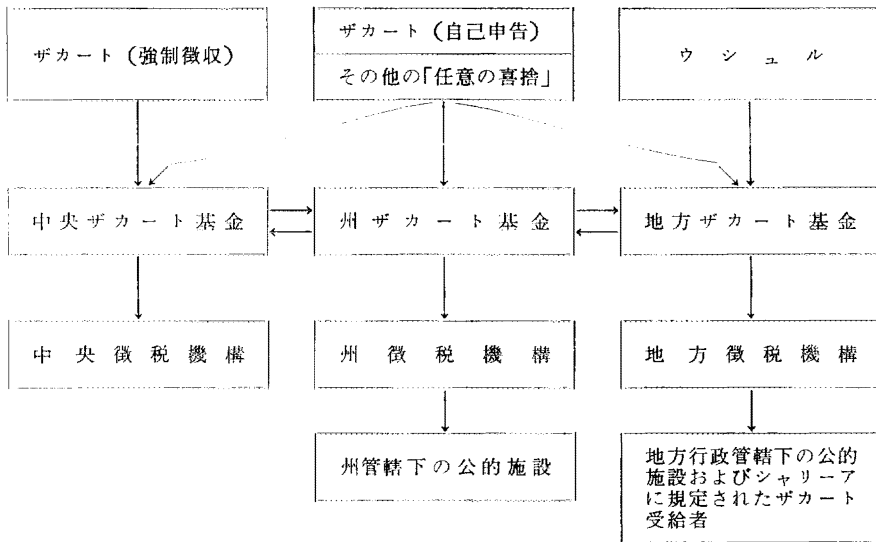 ザカート(強制徴収)
ザカート(自己申告)
その他の「任意の喜捨」
ウシュル
中央ザカート基金
州ザカート基金
地方ザカート基金
中央徴税機構
州徴税機構
地方徴税機構
州管轄下の公的施設
地方行政管轄下の公的
施設およびシャリーア
に規定されたザカート
受給者